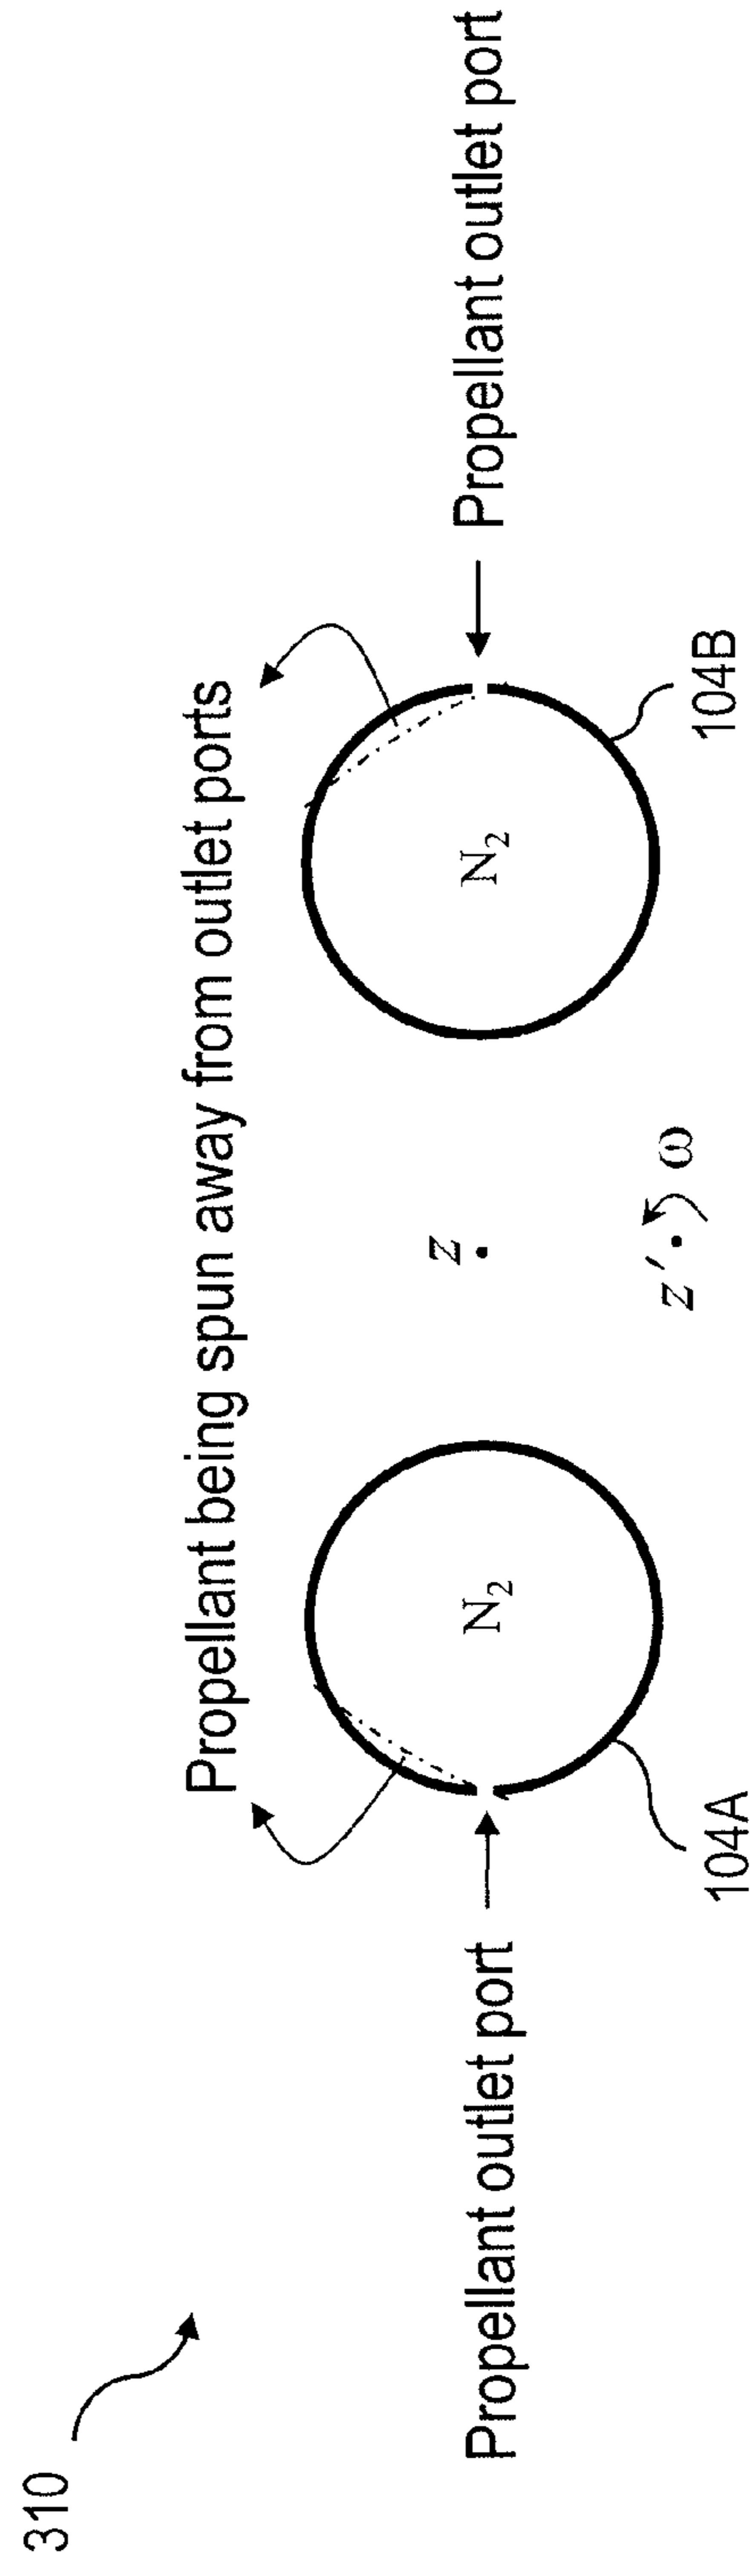 310
Propellant being spun away from outlet ports
Propellant outlet port
N₂
z
N₂
Propellant outlet port
z′
ω
104A
104B